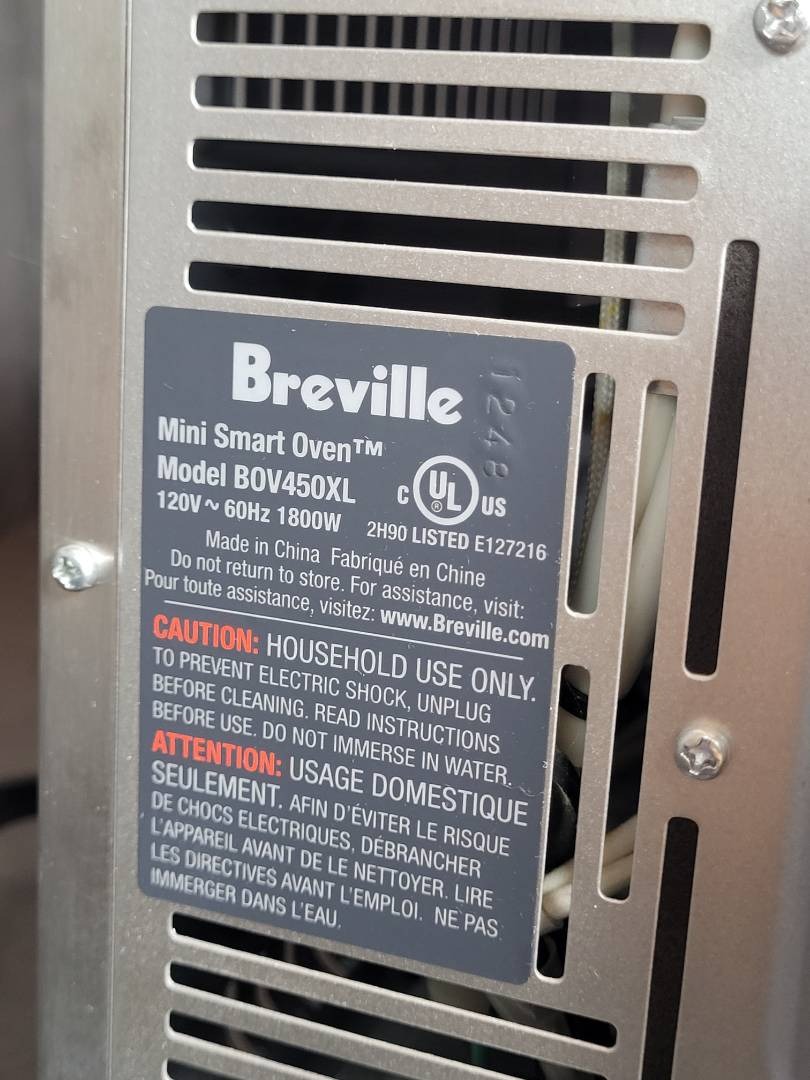 Breville
1248
Mini Smart Oven™
Model BOV450XL
120V ~ 60Hz 1800W
C UL ® US
2H90 LISTED E127216
Made in China Fabriqué en Chine
Do not return to store. For assistance, visit:
Pour toute assistance, visitez: www.Breville.com
CAUTION: HOUSEHOLD USE ONLY.
TO PREVENT ELECTRIC SHOCK, UNPLUG
BEFORE CLEANING. READ INSTRUCTIONS
BEFORE USE. DO NOT IMMERSE IN WATER.
ATTENTION: USAGE DOMESTIQUE
SEULEMENT. AFIN D'ÉVITER LE RISQUE
DE CHOCS ELECTRIQUES, DÉBRANCHER
L'APPAREIL AVANT DE LE NETTOYER. LIRE
LES DIRECTIVES AVANT L'EMPLOI. NE PAS
IMMERGER DANS L'EAU.